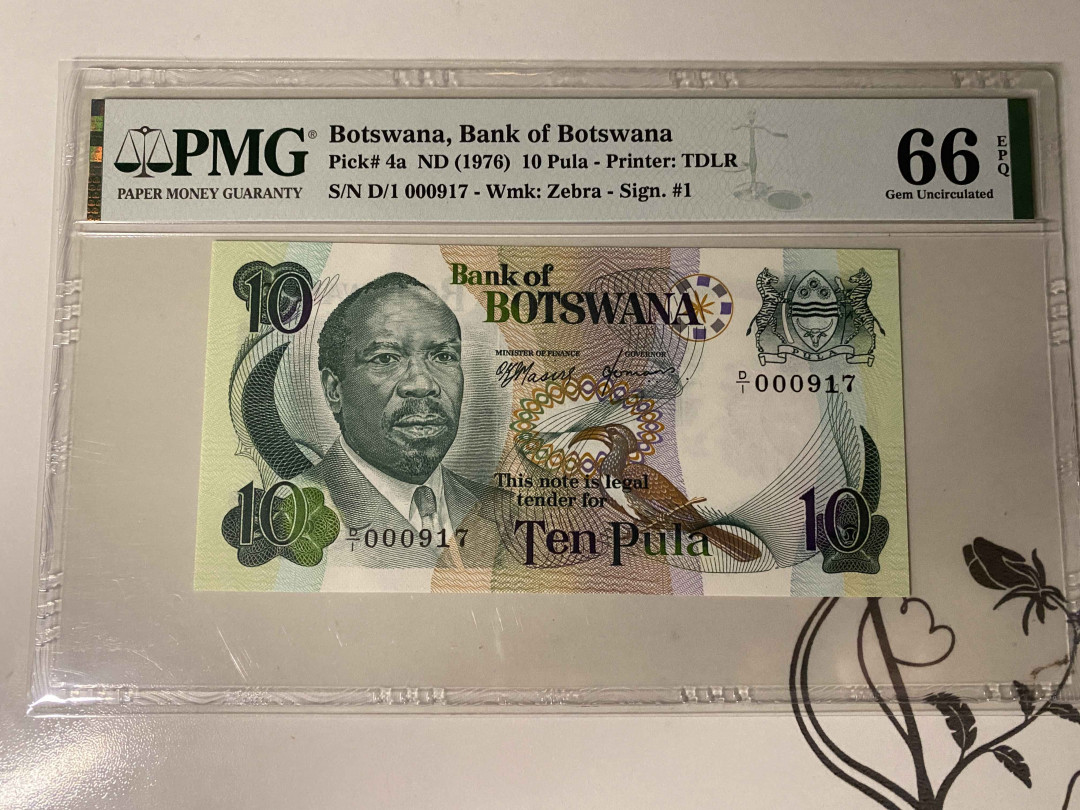 PMG®
PAPER MONEY GUARANTY
Botswana, Bank of Botswana
Pick# 4a ND (1976) 10 Pula - Printer: TDLR
S/N D/1 000917 - Wmk: Zebra - Sign. #1
66
EPQ
Gem Uncirculated
10
Bank of
BOTSWANA
MINISTER OF FINANCE
GOVERNOR
PULA
D/1 000917
This note is legal
tender for
Ten Pula
10
D/1 000917
10